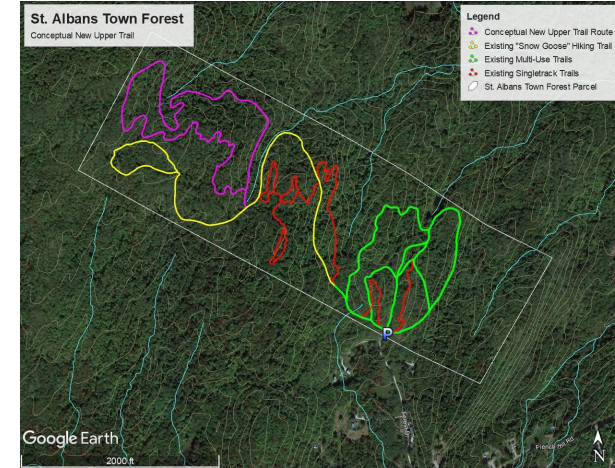 St. Albans Town Forest
Conceptual New Upper Trail
Legend
Conceptual New Upper Trail Route
Existing "Snow Goose" Hiking Trail
Existing Multi-Use Trails
Existing Singletrack Trails
St. Albans Town Forest Parcel
P
Google Earth
2000 ft
Rd
N